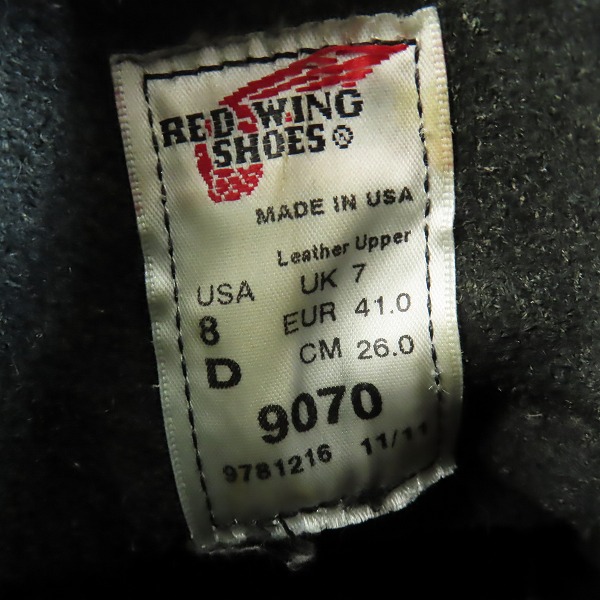 RED WING
SHOES®
MADE IN USA
Leather Upper
USA UK 7
8 EUR 41.0
D CM 26.0
9070
9781216 11/11